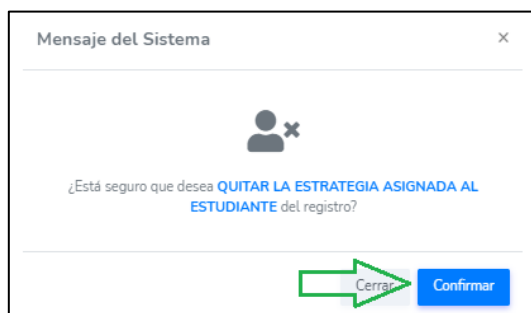 Mensaje del Sistema ×
¿Está seguro que desea QUITAR LA ESTRATEGIA ASIGNADA AL
ESTUDIANTE del registro?
Cerrar Confirmar